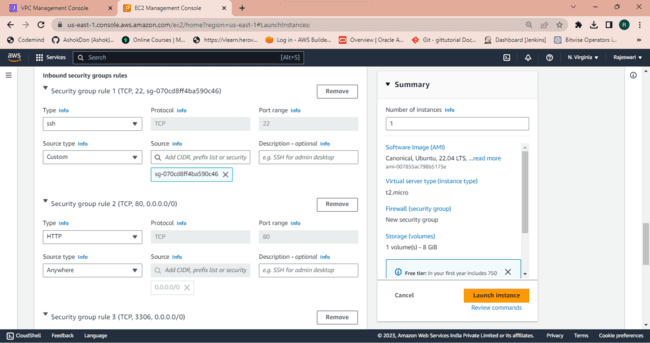 VPC Management Console
EC2 Management Console
us-east-1.console.aws.amazon.com/ec2/home?region=us-east-1#LaunchInstances:
Codemind
AshokDon (AshokDon)
Online Courses | M...
https://vlearn.herov...
Log in - AWS Builde...
Overview | Oracle A...
Git - gittutorial Doc...
Dashboard [Jenkins]
Bitwise Operators i...
aws
Services
Search
[Alt+S]
N. Virginia
Rajeswari
Inbound security groups rules
Security group rule 1 (TCP, 22, sg-070cd8ff4ba590c46)
Remove
Type Info
Protocol Info
Port range Info
ssh
TCP
22
Source type Info
Source Info
Description - optional Info
Custom
Add CIDR, prefix list or security
e.g. SSH for admin desktop
sg-070cd8ff4ba590c46
Security group rule 2 (TCP, 80, 0.0.0.0/0)
Remove
Type Info
Protocol Info
Port range Info
HTTP
TCP
80
Source type Info
Source Info
Description - optional Info
Anywhere
Add CIDR, prefix list or security
e.g. SSH for admin desktop
0.0.0.0/0
Security group rule 3 (TCP, 3306, 0.0.0.0/0)
Remove
Summary
Number of instances Info
1
Software Image (AMI)
Canonical, Ubuntu, 22.04 LTS, ...read more
ami-007855ac798b5175e
Virtual server type (instance type)
t2.micro
Firewall (security group)
New security group
Storage (volumes)
1 volume(s) - 8 GiB
Free tier: In your first year includes 750
Cancel
Launch instance
Review commands
CloudShell
Feedback
Language
© 2023, Amazon Web Services India Private Limited or its affiliates.
Privacy
Terms
Cookie preferences